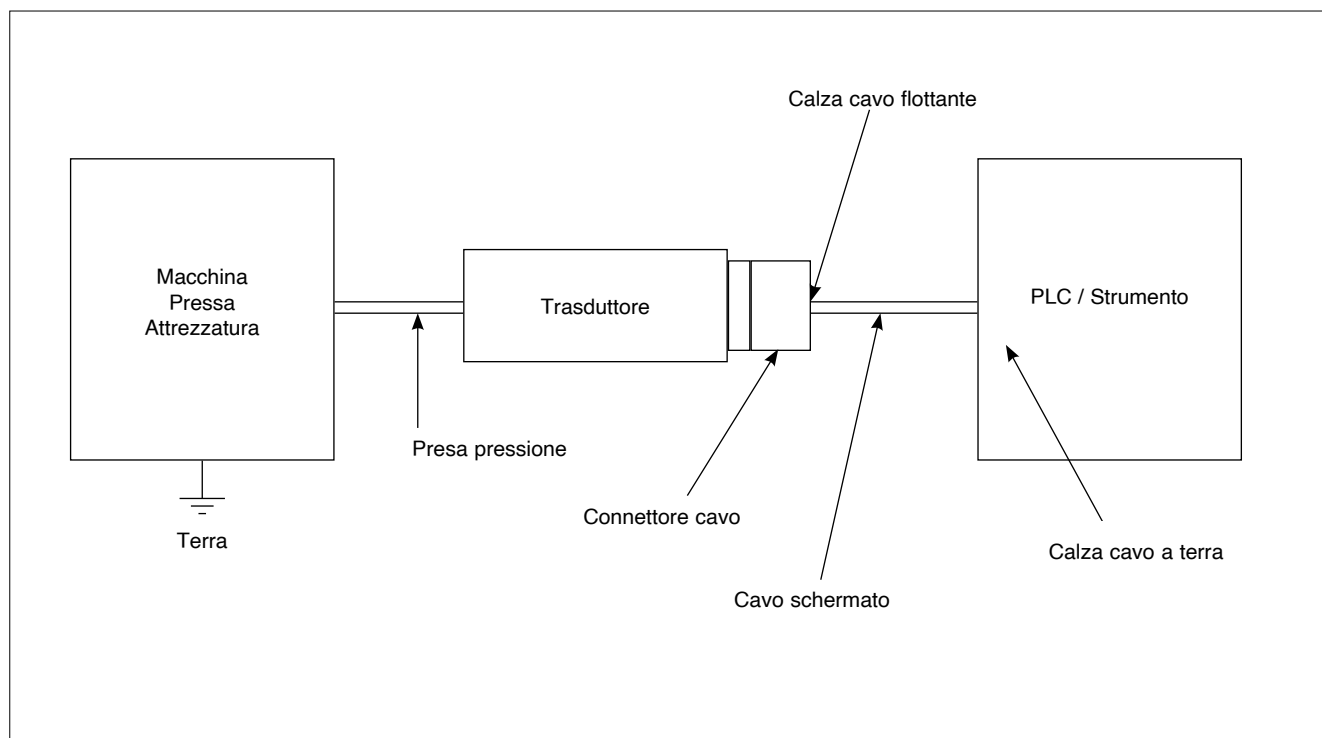 Calza cavo flottante
Macchina
Pressa
Attrezzatura
Trasduttore
PLC / Strumento
Presa pressione
Connettore cavo
Terra
Calza cavo a terra
Cavo schermato